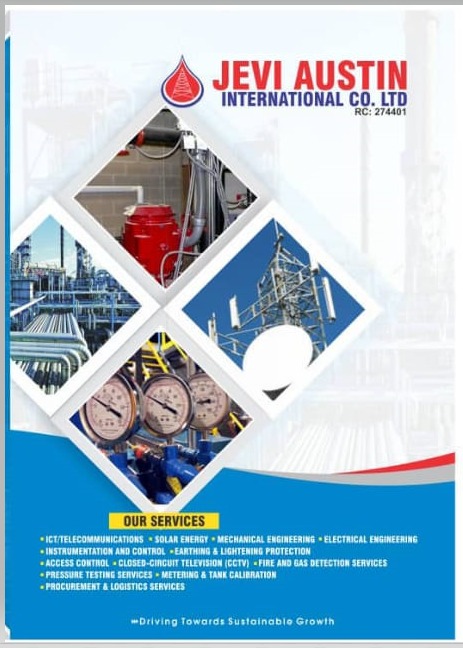 JEVI AUSTIN
INTERNATIONAL CO. LTD
RC: 274401
OUR SERVICES
• ICT/TELECOMMUNICATIONS • SOLAR ENERGY • MECHANICAL ENGINEERING • ELECTRICAL ENGINEERING
• INSTRUMENTATION AND CONTROL • EARTHING & LIGHTENING PROTECTION
• ACCESS CONTROL • CLOSED-CIRCUIT TELEVISION (CCTV) • FIRE AND GAS DETECTION SERVICES
• PRESSURE TESTING SERVICES • METERING & TANK CALIBRATION
• PROCUREMENT & LOGISTICS SERVICES
Driving Towards Sustainable Growth